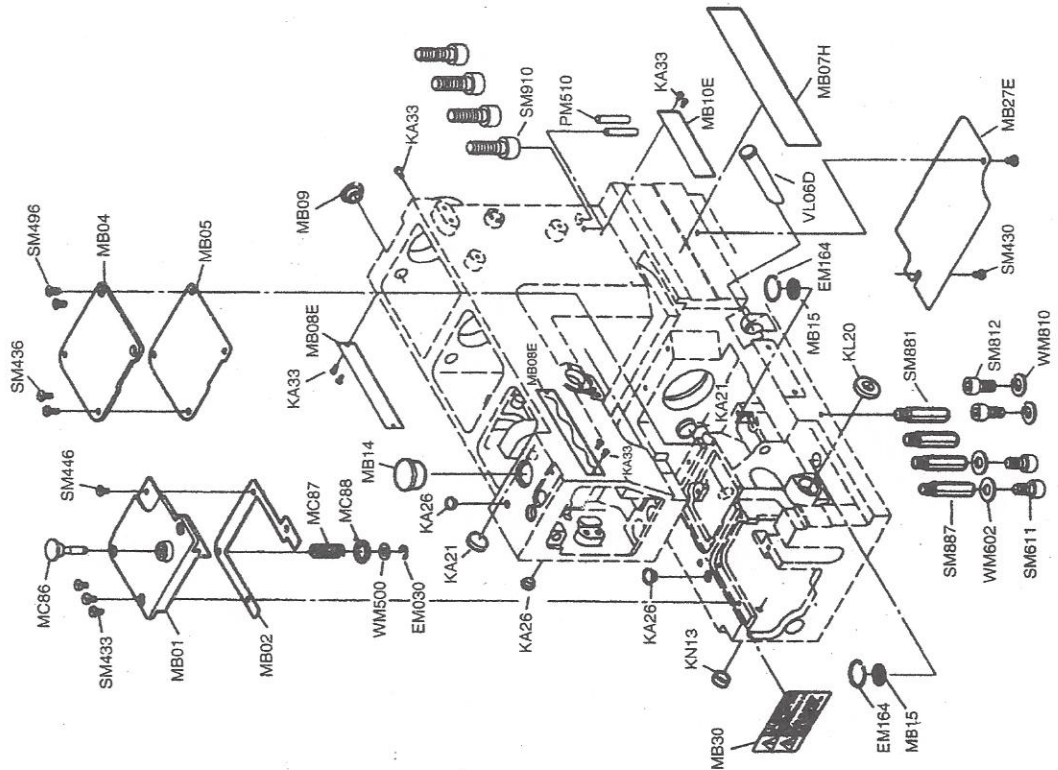 SM496
MB04
MB05
SM436
SM446
MC86
SM433
MB01
MB02
MC87
MC88
WM500
EM030
MB09
KA33
SM910
PM510
KA33
MB10E
MB07H
MB27E
VL06D
SM430
KA33
MB08E
MB14
KA26
KA21
KA26
MB08E
KA33
KA21
EM164
MB15
KL20
SM881
SM812
WM810
KA26
KN13
MB30
EM164
MB15
SM887
WM602
SM611